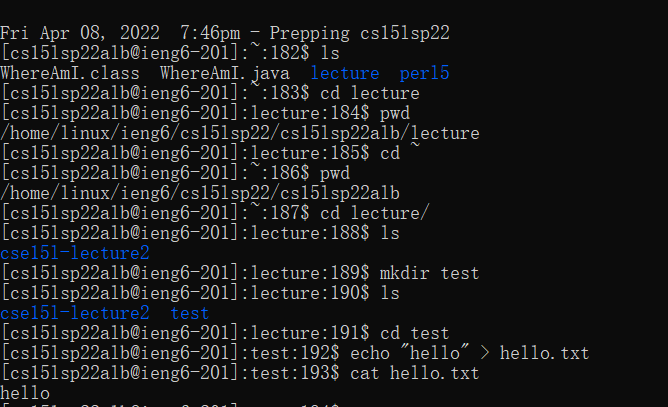 Fri Apr 08, 2022  7:46pm - Prepping cs15lsp22
[cs15lsp22alb@ieng6-201]:~:182$ ls
WhereAmI.class  WhereAmI.java  lecture  perl5
[cs15lsp22alb@ieng6-201]:~:183$ cd lecture
[cs15lsp22alb@ieng6-201]:lecture:184$ pwd
/home/linux/ieng6/cs15lsp22/cs15lsp22alb/lecture
[cs15lsp22alb@ieng6-201]:lecture:185$ cd ~
[cs15lsp22alb@ieng6-201]:~:186$ pwd
/home/linux/ieng6/cs15lsp22/cs15lsp22alb
[cs15lsp22alb@ieng6-201]:~:187$ cd lecture/
[cs15lsp22alb@ieng6-201]:lecture:188$ ls
cse15l-lecture2
[cs15lsp22alb@ieng6-201]:lecture:189$ mkdir test
[cs15lsp22alb@ieng6-201]:lecture:190$ ls
cse15l-lecture2  test
[cs15lsp22alb@ieng6-201]:lecture:191$ cd test
[cs15lsp22alb@ieng6-201]:test:192$ echo "hello" > hello.txt
[cs15lsp22alb@ieng6-201]:test:193$ cat hello.txt
hello